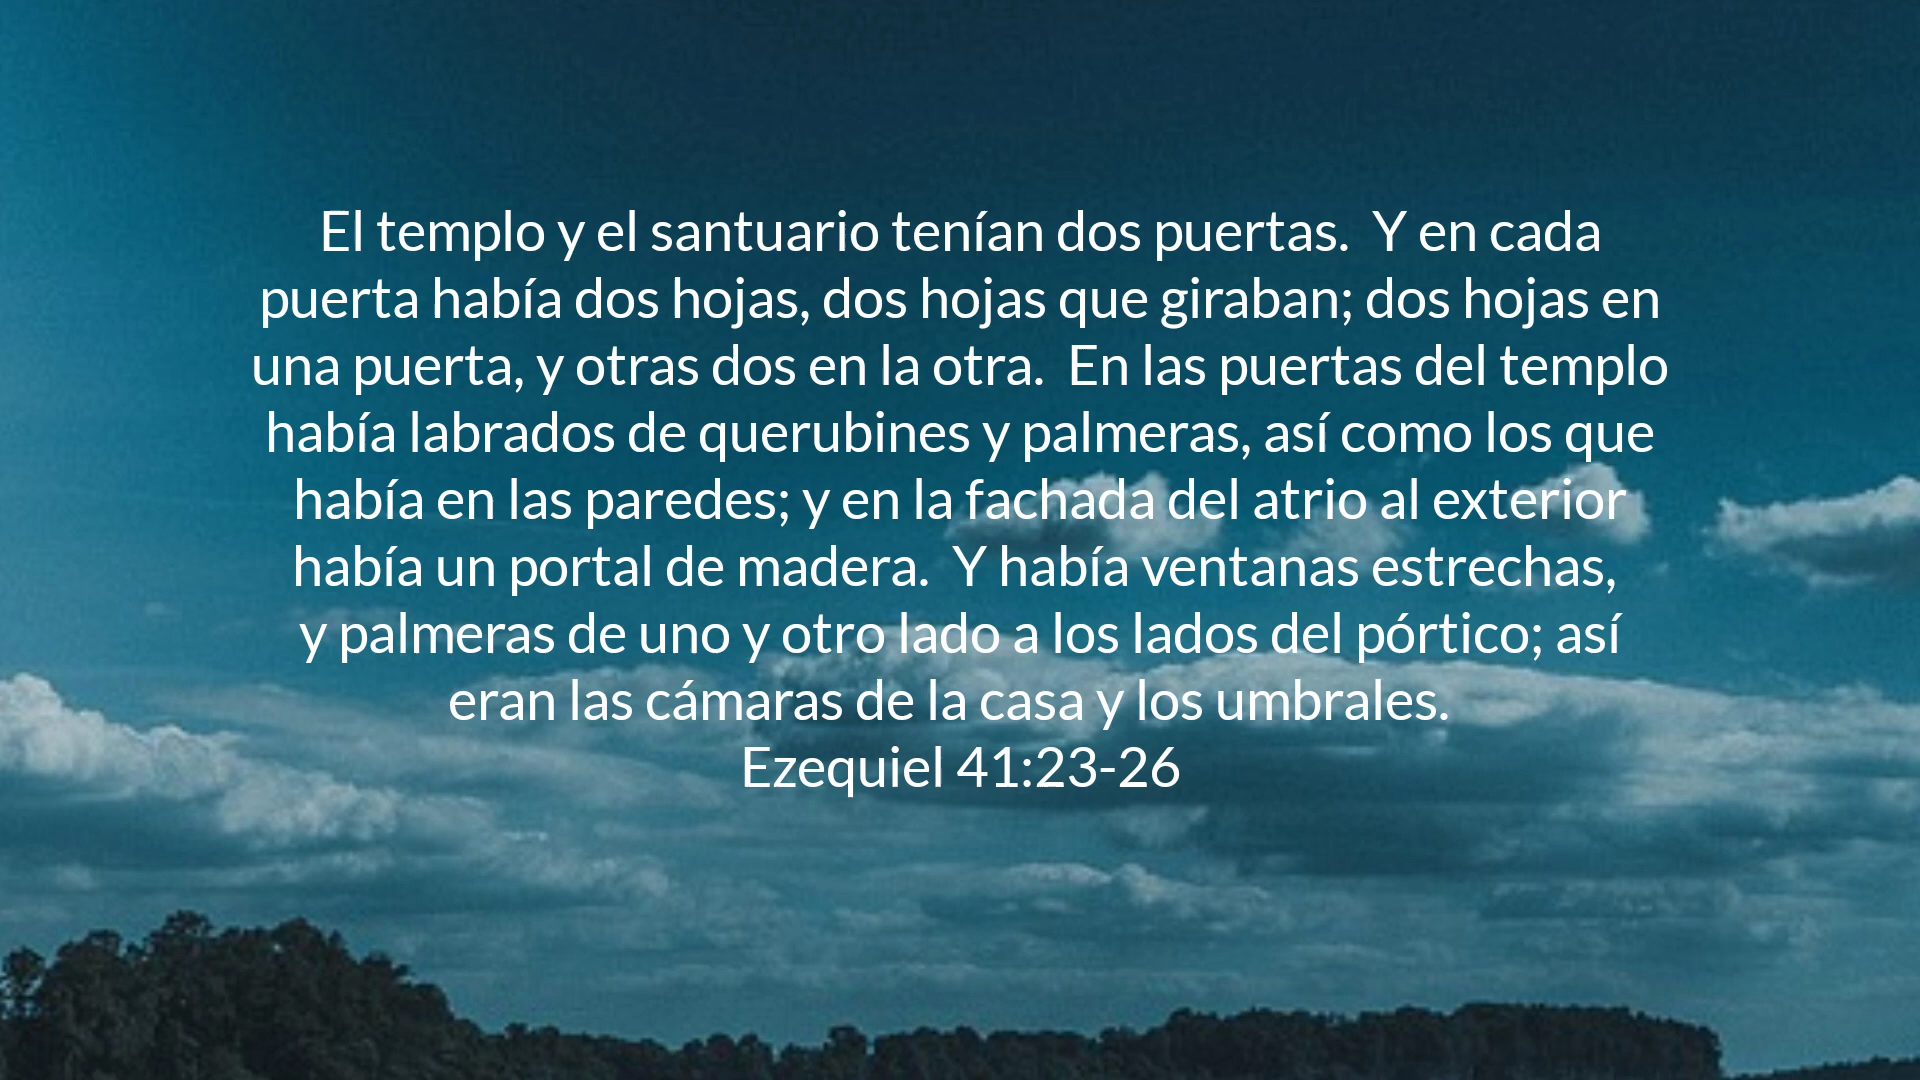 El templo y el santuario tenían dos puertas.  Y en cada
puerta había dos hojas, dos hojas que giraban; dos hojas en
una puerta, y otras dos en la otra.  En las puertas del templo
había labrados de querubines y palmeras, así como los que
había en las paredes; y en la fachada del atrio al exterior
había un portal de madera.  Y había ventanas estrechas,
y palmeras de uno y otro lado a los lados del pórtico; así
eran las cámaras de la casa y los umbrales.
Ezequiel 41:23-26